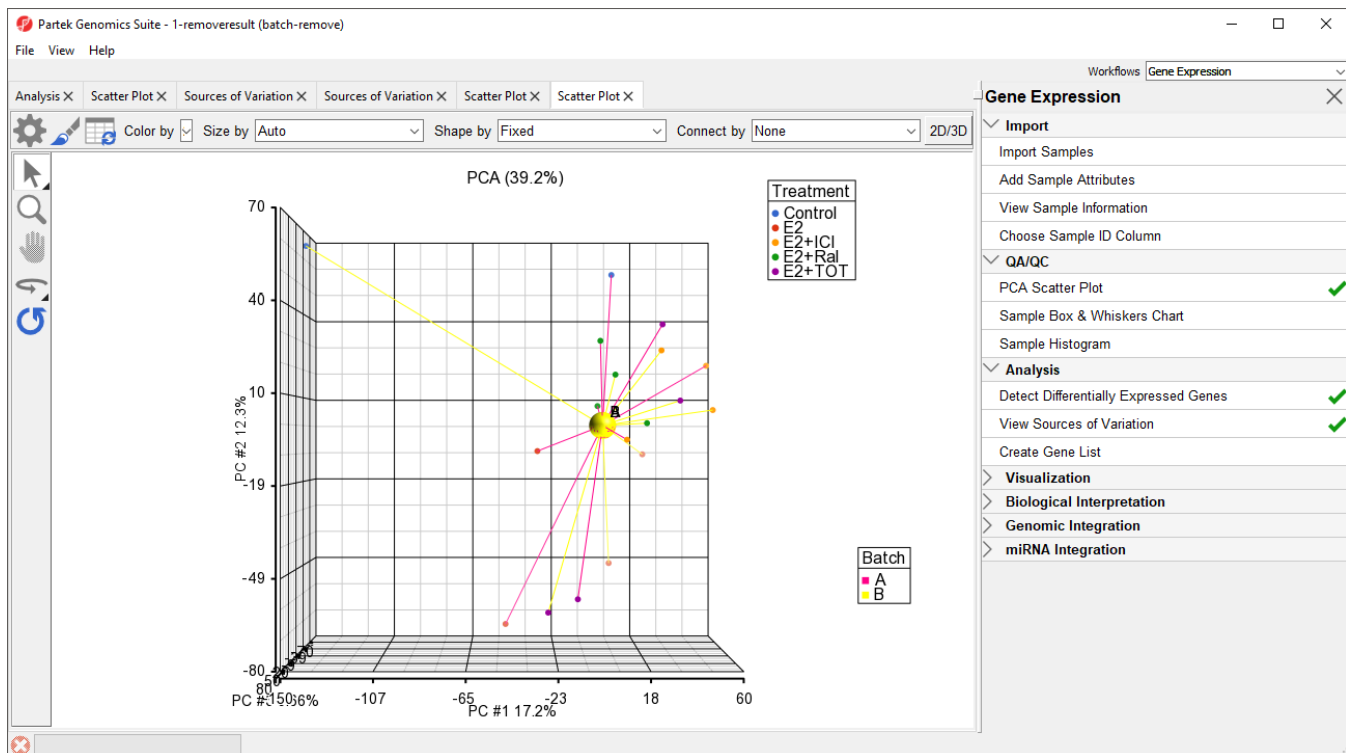 Partek Genomics Suite - 1-removeresult (batch-remove)
File View Help
Workflows Gene Expression
Analysis Scatter Plot Sources of Variation Sources of Variation Scatter Plot Scatter Plot
Color by Size by Auto Shape by Fixed Connect by None 2D/3D
PCA (39.2%)
70
40
10
-19
-49
-80
PC #2 12.3%
-150 -107 -65 -23 18 60
PC #1 17.2%
Treatment
Control
E2
E2+ICI
E2+Ral
E2+TOT
Batch
A
B
Gene Expression
Import
Import Samples
Add Sample Attributes
View Sample Information
Choose Sample ID Column
QA/QC
PCA Scatter Plot
Sample Box & Whiskers Chart
Sample Histogram
Analysis
Detect Differentially Expressed Genes
View Sources of Variation
Create Gene List
Visualization
Biological Interpretation
Genomic Integration
miRNA Integration